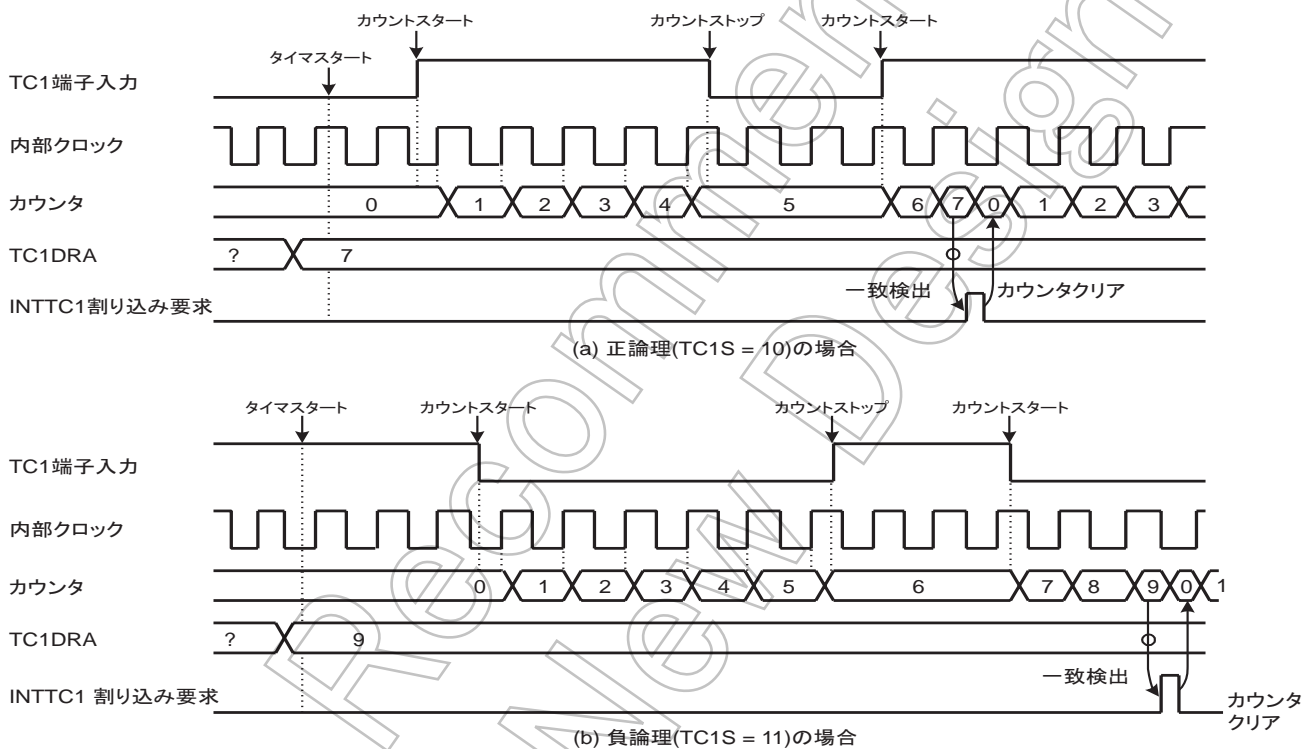 カウントスタート カウントストップ カウントスタート
タイマスタート
TC1端子入力
内部クロック
カウンタ 0 1 2 3 4 5 6 7 0 1 2 3
TC1DRA ? 7
一致検出 カウンタクリア
INTTC1割り込み要求
(a) 正論理(TC1S = 10)の場合
タイマスタート カウントスタート カウントストップ カウントスタート
TC1端子入力
内部クロック
カウンタ 0 1 2 3 4 5 6 7 8 9 0 1
TC1DRA ? 9
一致検出
INTTC1 割り込み要求 カウンタ
クリア
(b) 負論理(TC1S = 11)の場合
Recommen
New Design